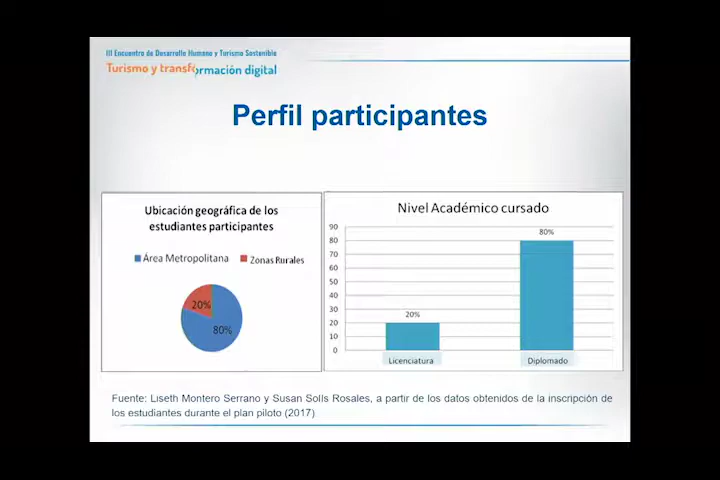 III Encuentro de Desarrollo Humano y Turismo Sostenible
Turismo y transformación digital
Perfil participantes
Ubicación geográfica de los
estudiantes participantes
Área Metropolitana
Zonas Rurales
20%
80%
Nivel Académico cursado
90
80
70
60
50
40
30
20
10
0
20%
80%
Licenciatura
Diplomado
Fuente: Liseth Montero Serrano y Susan Solís Rosales, a partir de los datos obtenidos de la inscripción de
los estudiantes durante el plan piloto (2017)